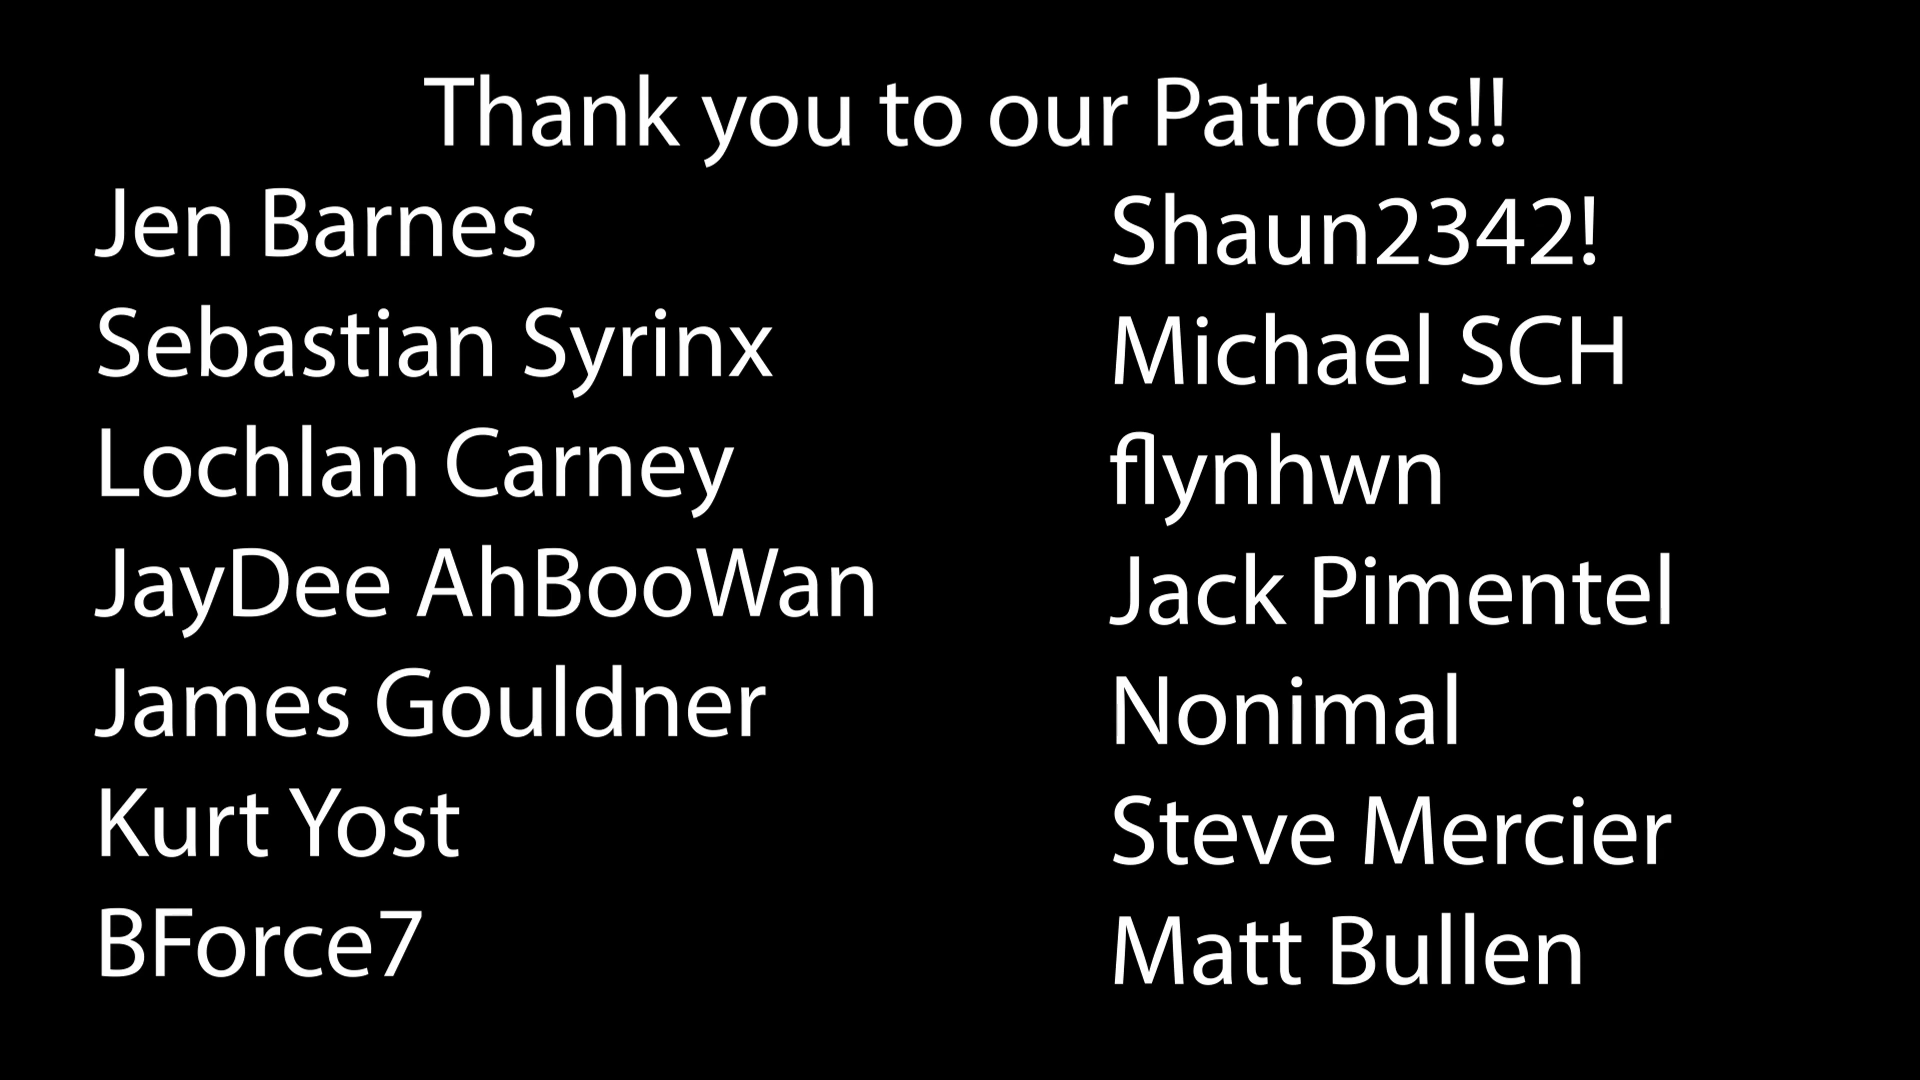 Thank you to our Patrons!!
Jen Barnes
Sebastian Syrinx
Lochlan Carney
JayDee AhBooWan
James Gouldner
Kurt Yost
BForce7
Shaun2342!
Michael SCH
flynhwn
Jack Pimentel
Nonimal
Steve Mercier
Matt Bullen